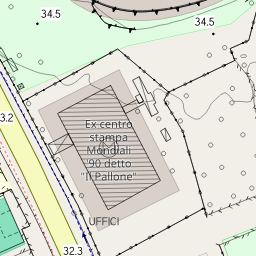 34.5
34.5
3.2
Ex centro
stampa
Mondiali
'90 detto
"Il Pallone"
UFFICI
32.3